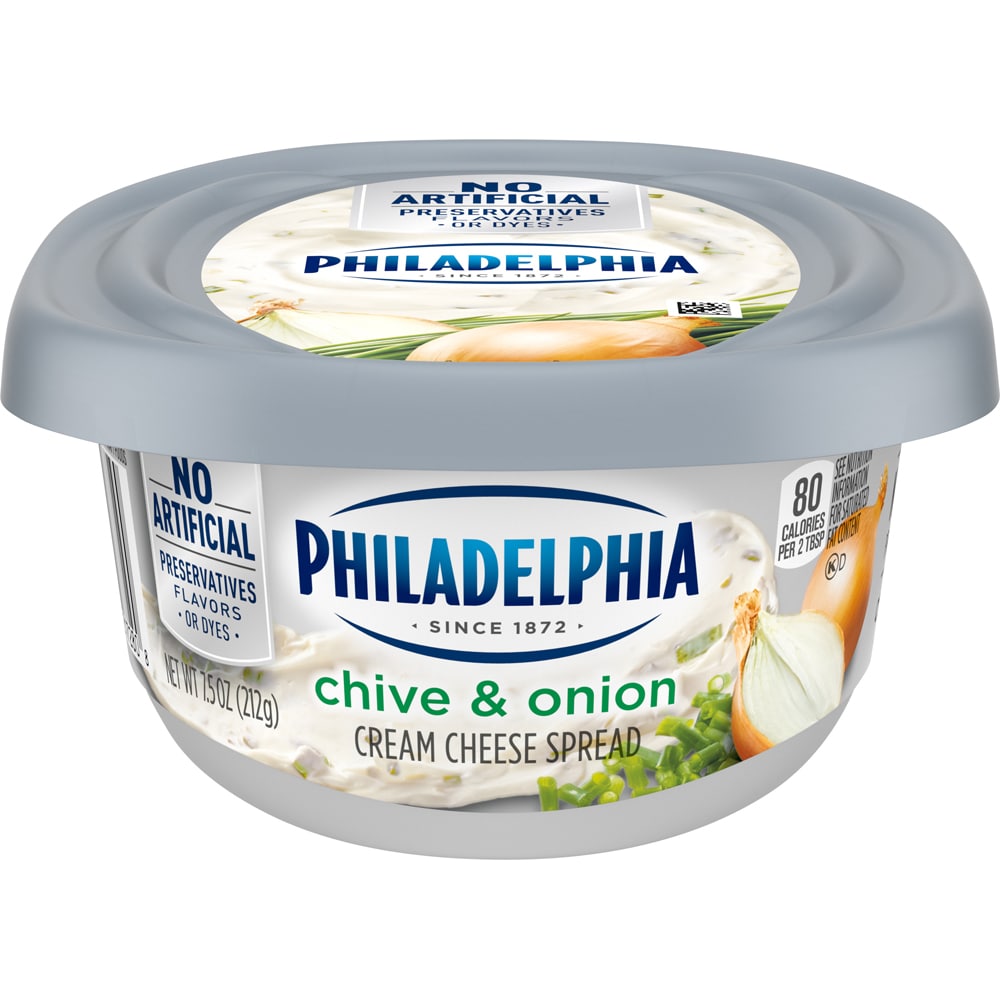 NO
ARTIFICIAL
PRESERVATIVES
FLAVORS
• OR DYES •
PHILADELPHIA
· SINCE 1872 ·
NO
ARTIFICIAL
PRESERVATIVES
FLAVORS
• OR DYES •
NET WT 7.5 OZ (212g)
PHILADELPHIA
· SINCE 1872 ·
chive & onion
CREAM CHEESE SPREAD
80
CALORIES
PER 2 TBSP
SEE NUTRITION
INFORMATION
FOR SATURATED
FAT CONTENT
K D